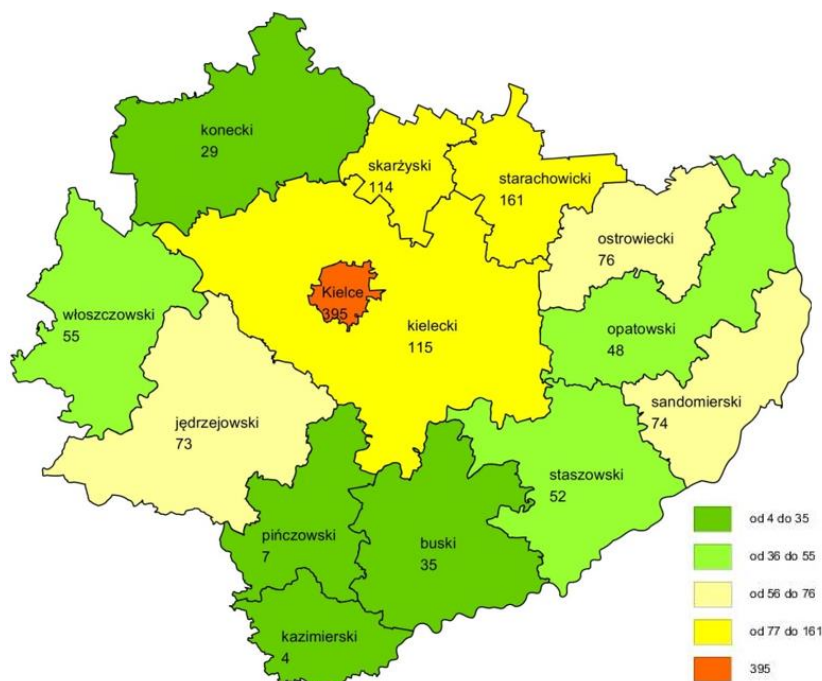 konecki
29
skarżyski
114
starachowicki
161
ostrowiecki
76
Kielce
395
włoszczowski
55
kielecki
115
opatowski
48
jędrzejowski
73
sandomierski
74
staszowski
52
pińczowski
7
buski
35
kazimierski
4
od 4 do 35
od 36 do 55
od 56 do 76
od 77 do 161
395